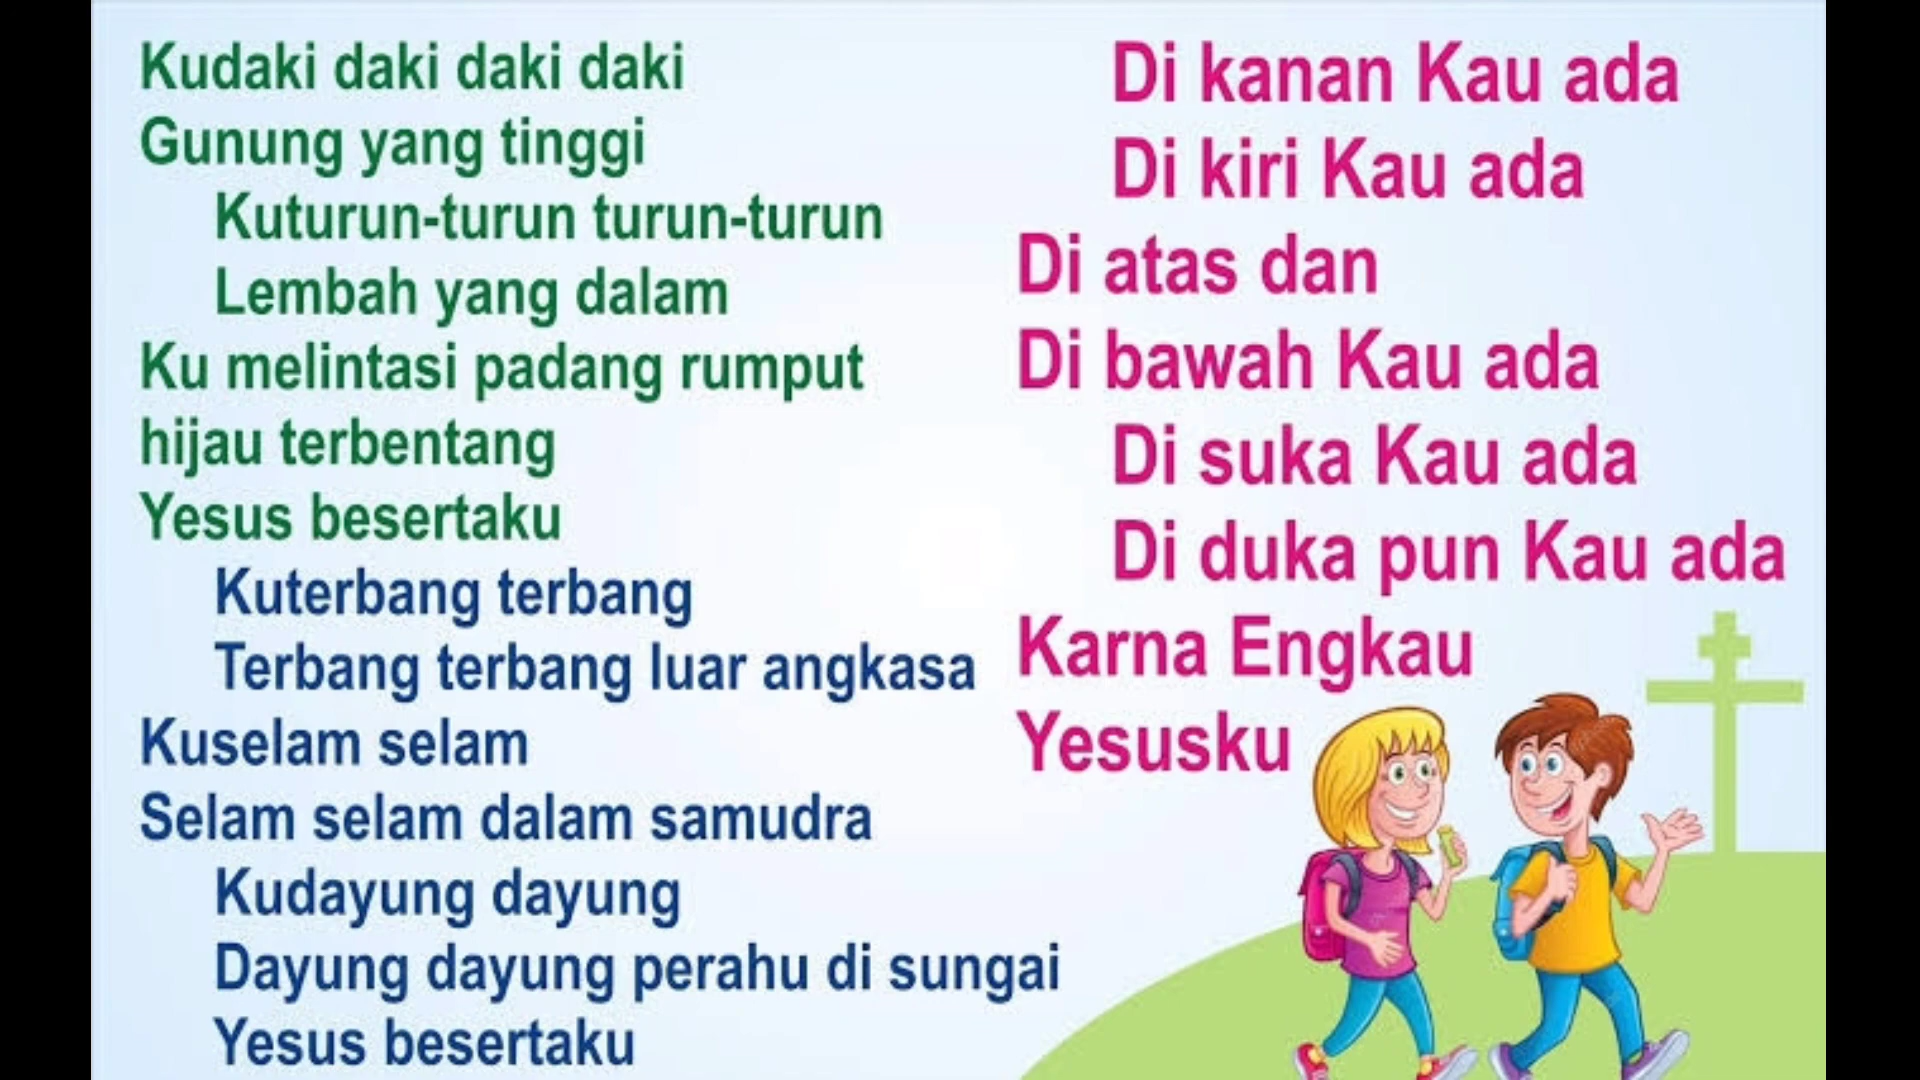 Kudaki daki daki daki
Gunung yang tinggi
Kuturun-turun turun-turun
Lembah yang dalam
Ku melintasi padang rumput
hijau terbentang
Yesus besertaku
Kuterbang terbang
Terbang terbang luar angkasa
Kuselam selam
Selam selam dalam samudra
Kudayung dayung
Dayung dayung perahu di sungai
Yesus besertaku
Di kanan Kau ada
Di kiri Kau ada
Di atas dan
Di bawah Kau ada
Di suka Kau ada
Di duka pun Kau ada
Karna Engkau
Yesusku